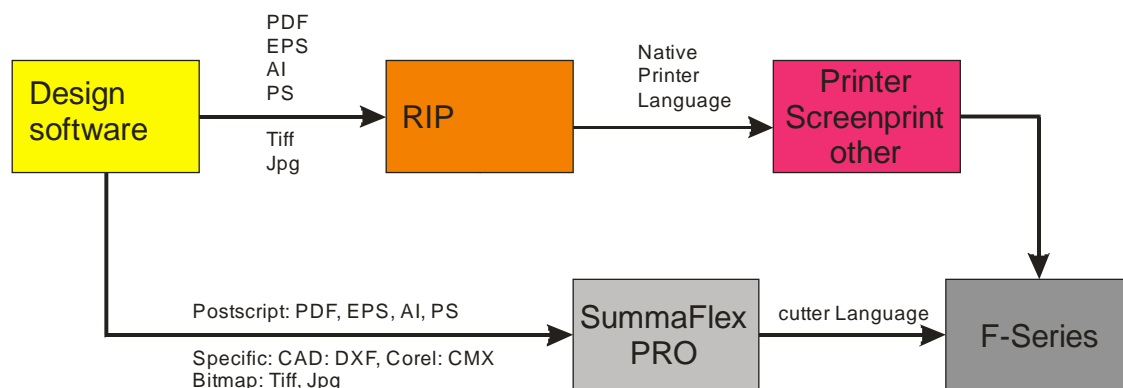 PDF
EPS
AI
PS
Tiff
Jpg
Design
software
RIP
Native
Printer
Language
Printer
Screenprint
other
Postscript: PDF, EPS, AI, PS
Specific: CAD: DXF, Corel: CMX
Bitmap: Tiff, Jpg
SummaFlex
PRO
cutter Language
F-Series